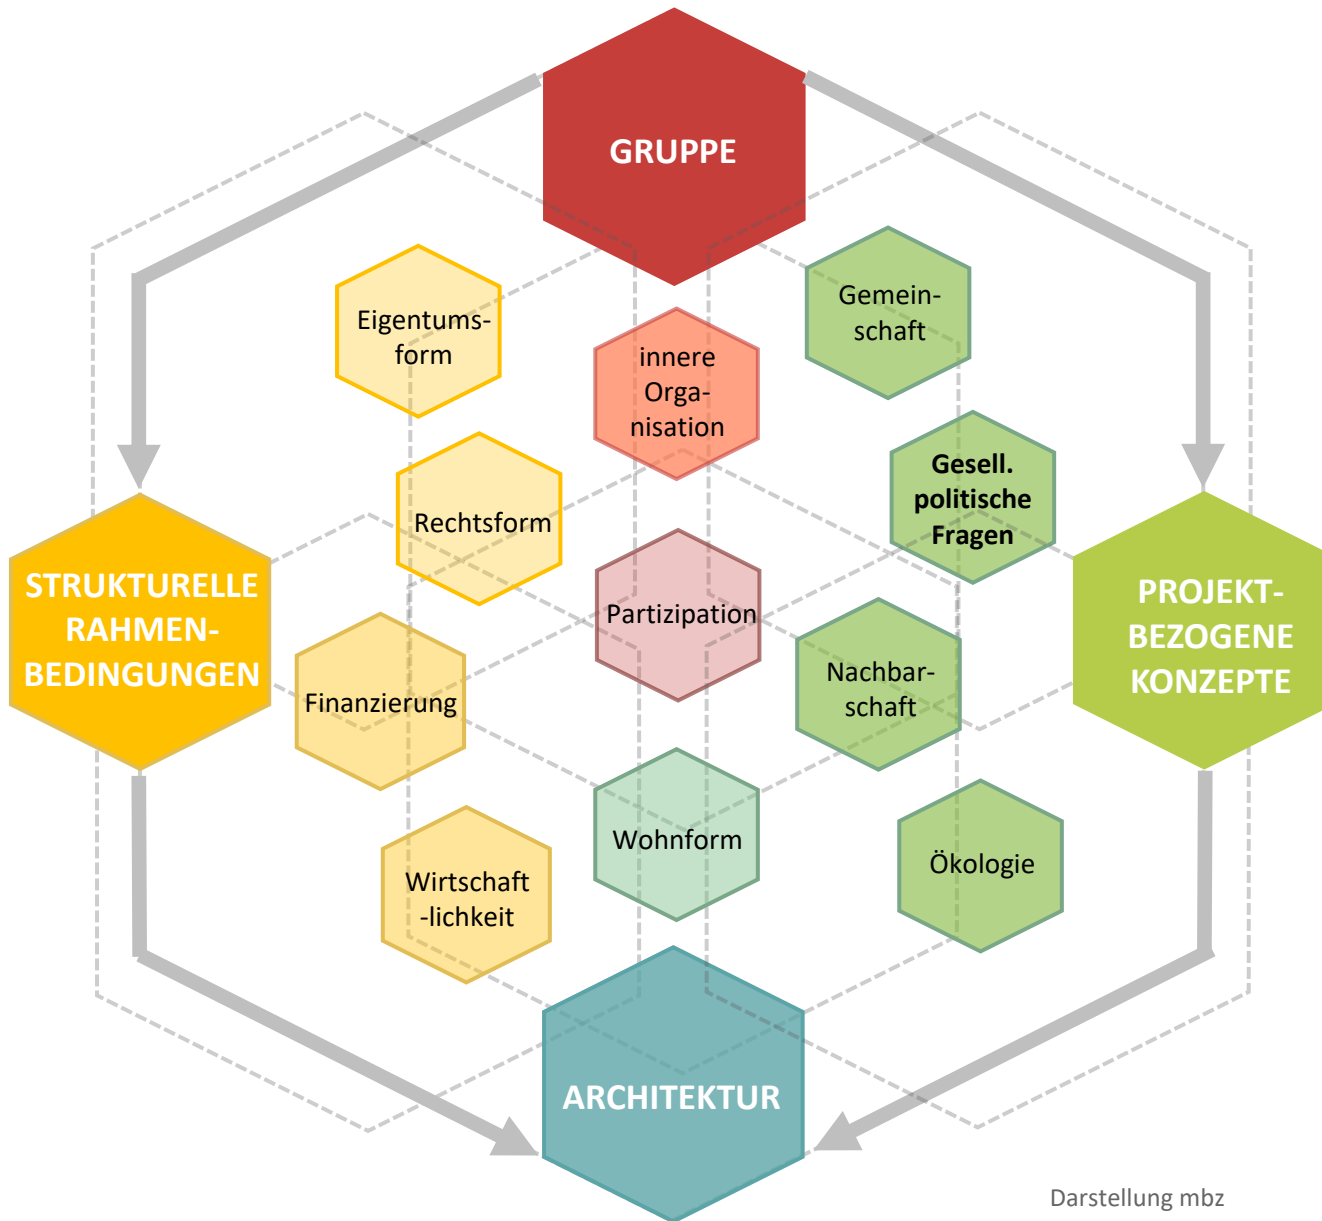 GRUPPE
Eigentums-
form
innere
Orga-
nisation
Gemein-
schaft
Rechtsform
Gesell.
politische
Fragen
STRUKTURELLE
RAHMEN-
BEDINGUNGEN
Partizipation
PROJEKT-
BEZOGENE
KONZEPTE
Finanzierung
Nachbar-
schaft
Wirtschaft
-lichkeit
Wohnform
Ökologie
ARCHITEKTUR
Darstellung mbz